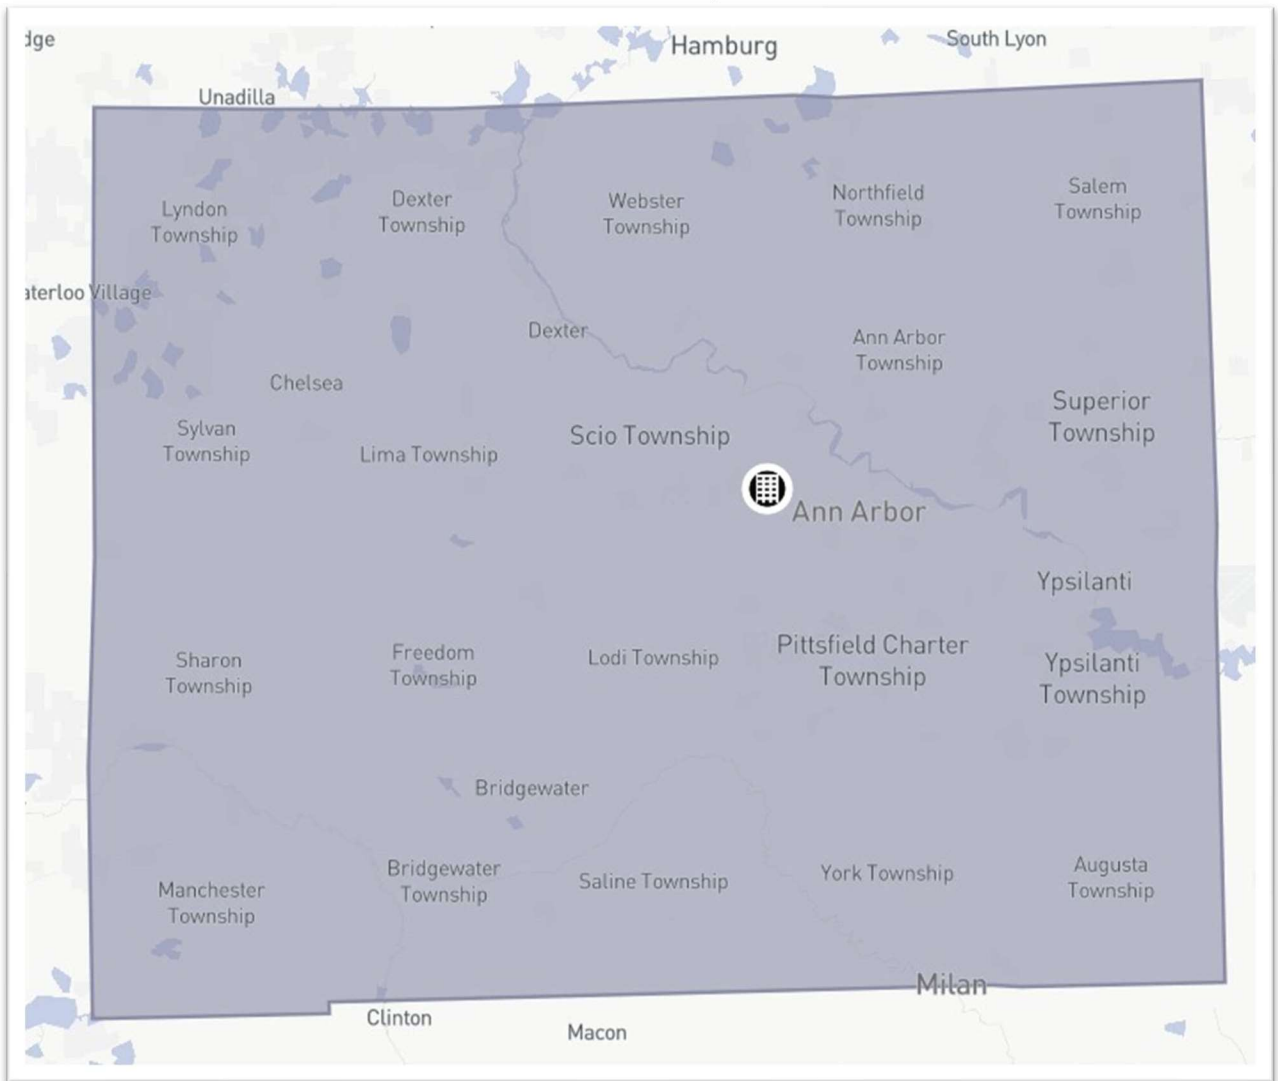 dge
Hamburg
South Lyon
Unadilla
Lyndon
Township
Dexter
Township
Webster
Township
Northfield
Township
Salem
Township
aterloo Village
Dexter
Ann Arbor
Township
Chelsea
Superior
Township
Sylvan
Township
Lima Township
Scio Township
Ann Arbor
Ypsilanti
Sharon
Township
Freedom
Township
Lodi Township
Pittsfield Charter
Township
Ypsilanti
Township
Bridgewater
Manchester
Township
Bridgewater
Township
Saline Township
York Township
Augusta
Township
Milan
Clinton
Macon